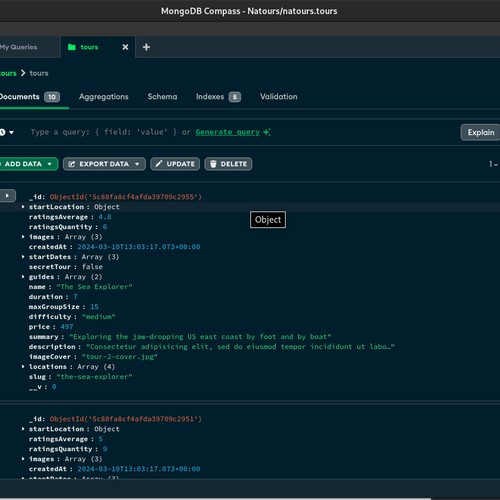 MongoDB Compass - Natours/natours.tours
My Queries
tours
tours > tours
Documents 10 Aggregations Schema Indexes 5 Validation
Type a query: { field: 'value' } or Generate query
Explain
ADD DATA EXPORT DATA UPDATE DELETE 1–
_id: ObjectId('5c88fa8cf4afda39709c2955')
startLocation: Object
ratingsAverage: 4.8
Object
ratingsQuantity: 6
images: Array (3)
createdAt: 2024-03-10T13:03:17.073+00:00
startDates: Array (3)
secretTour: false
guides: Array (2)
name: "The Sea Explorer"
duration: 7
maxGroupSize: 15
difficulty: "medium"
price: 497
summary: "Exploring the jaw-dropping US east coast by foot and by boat"
description: "Consectetur adipisicing elit, sed do eiusmod tempor incididunt ut labo…"
imageCover: "tour-2-cover.jpg"
locations: Array (4)
slug: "the-sea-explorer"
__v: 0
_id: ObjectId('5c88fa8cf4afda39709c2951')
startLocation: Object
ratingsAverage: 5
ratingsQuantity: 9
images: Array (3)
createdAt: 2024-03-10T13:03:17.073+00:00
startDates: Array (3)